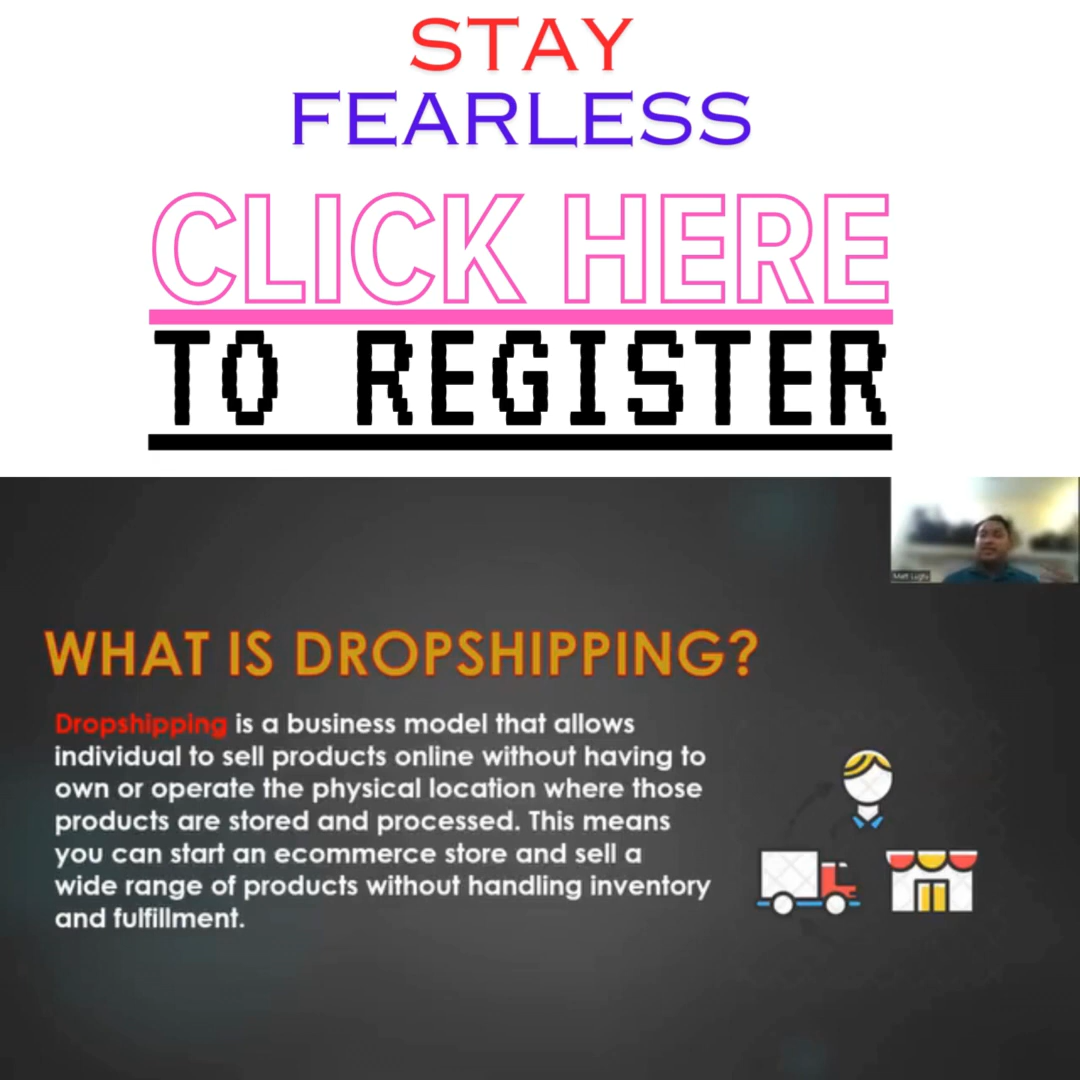 STAY
FEARLESS
CLICK HERE
TO REGISTER
WHAT IS DROPSHIPPING?
Dropshipping is a business model that allows
individual to sell products online without having to
own or operate the physical location where those
products are stored and processed. This means
you can start an ecommerce store and sell a
wide range of products without handling inventory
and fulfillment.
Matt